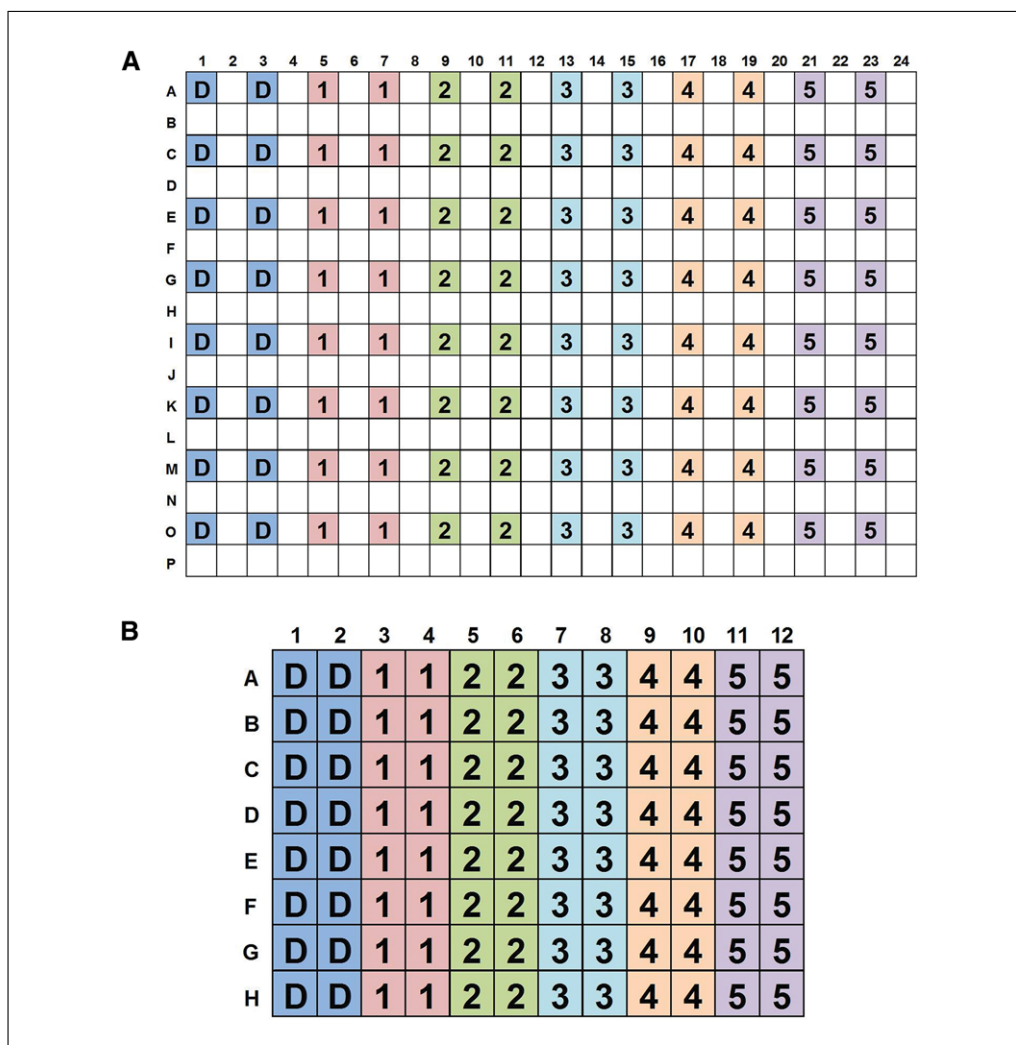 A
1 2 3 4 5 6 7 8 9 10 11 12 13 14 15 16 17 18 19 20 21 22 23 24
A D D 1 1 2 2 3 3 4 4 5 5
B
C D D 1 1 2 2 3 3 4 4 5 5
D
E D D 1 1 2 2 3 3 4 4 5 5
F
G D D 1 1 2 2 3 3 4 4 5 5
H
I D D 1 1 2 2 3 3 4 4 5 5
J
K D D 1 1 2 2 3 3 4 4 5 5
L
M D D 1 1 2 2 3 3 4 4 5 5
N
O D D 1 1 2 2 3 3 4 4 5 5
P
B
1 2 3 4 5 6 7 8 9 10 11 12
A D D 1 1 2 2 3 3 4 4 5 5
B D D 1 1 2 2 3 3 4 4 5 5
C D D 1 1 2 2 3 3 4 4 5 5
D D D 1 1 2 2 3 3 4 4 5 5
E D D 1 1 2 2 3 3 4 4 5 5
F D D 1 1 2 2 3 3 4 4 5 5
G D D 1 1 2 2 3 3 4 4 5 5
H D D 1 1 2 2 3 3 4 4 5 5